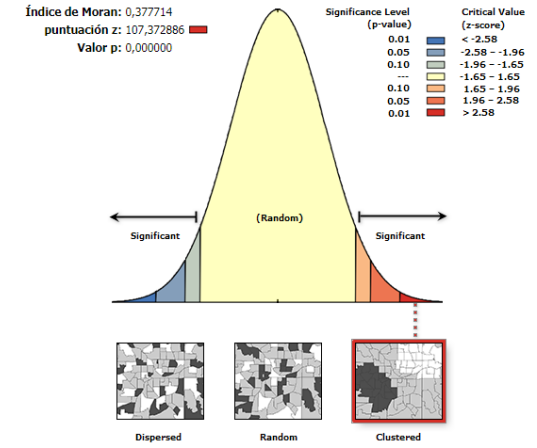 Índice de Moran: 0,377714
puntuación z: 107,372886
Valor p: 0,000000
Significance Level
(p-value)
Critical Value
(z-score)
0.01 < -2.58
0.05 -2.58 – -1.96
0.10 -1.96 – -1.65
--- -1.65 – 1.65
0.10 1.65 – 1.96
0.05 1.96 – 2.58
0.01 > 2.58
(Random)
Significant
Significant
Dispersed
Random
Clustered